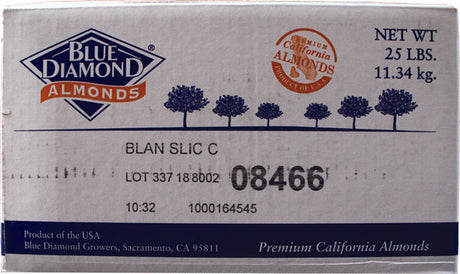 BLUE
DIAMOND
®
ALMONDS
PREMIUM
California
ALMONDS
PRODUCT OF U.S.A.
NET WT
25 LBS.
11.34 kg.
BLAN SLIC C
LOT 337 18 8002 08466
10:32 1000164545
Product of the USA
Blue Diamond Growers, Sacramento, CA 95811
Premium California Almonds